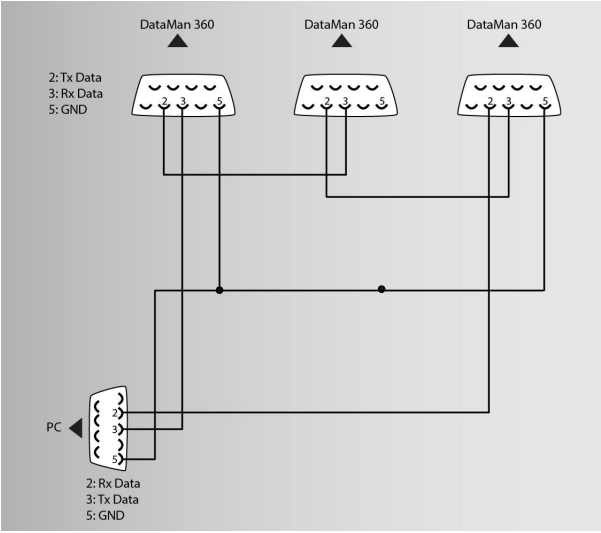 DataMan 360
DataMan 360
DataMan 360
2: Tx Data
3: Rx Data
5: GND
2 3 5
2 3 5
2 3 5
PC
2
3
5
2: Rx Data
3: Tx Data
5: GND